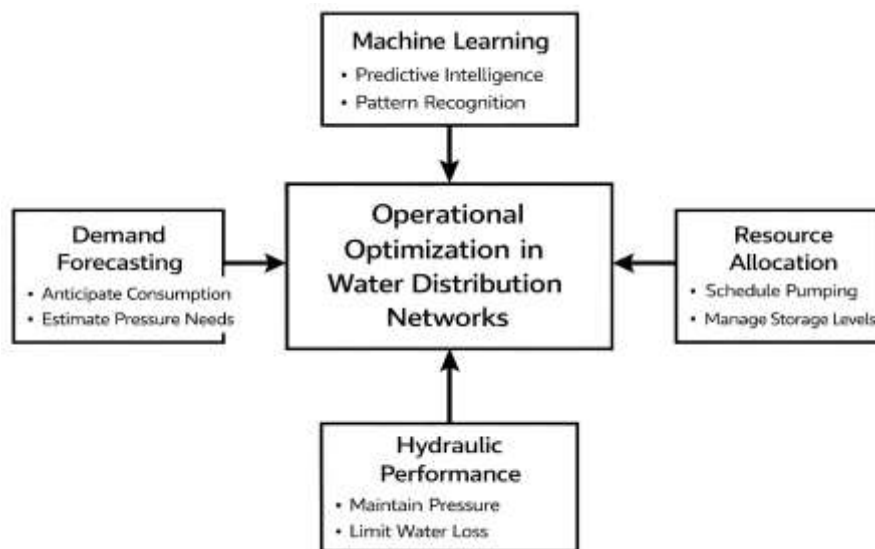 Machine Learning
• Predictive Intelligence
• Pattern Recognition
Demand
Forecasting
• Anticipate Consumption
• Estimate Pressure Needs
Operational
Optimization in
Water Distribution
Networks
Resource
Allocation
• Schedule Pumping
• Manage Storage Levels
Hydraulic
Performance
• Maintain Pressure
• Limit Water Loss